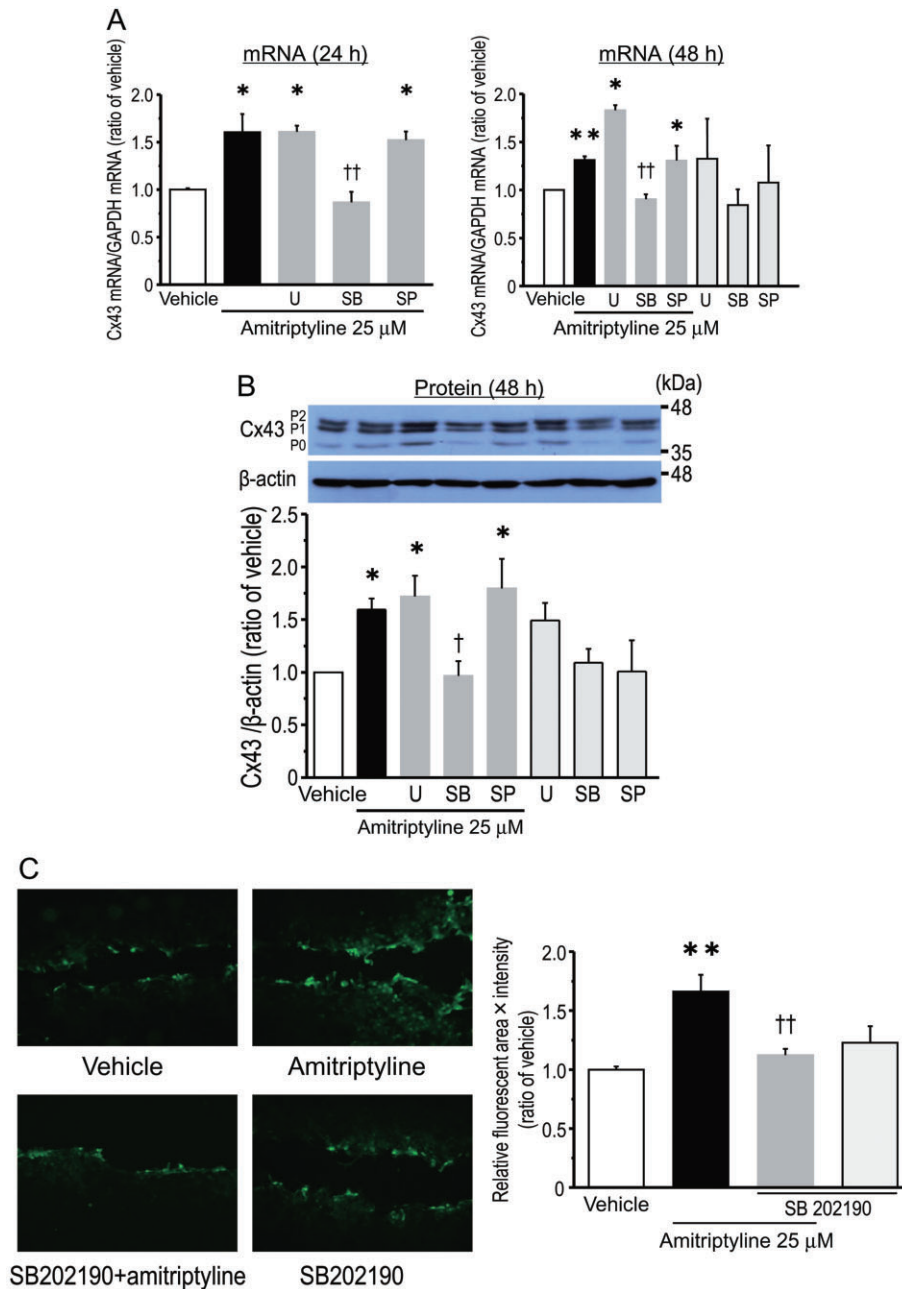 A
mRNA (24 h)
Cx43 mRNA/GAPDH mRNA (ratio of vehicle)
2.0
1.5
1.0
0.5
0
*
*
††
*
Vehicle
U
SB
SP
Amitriptyline 25 μM
mRNA (48 h)
Cx43 mRNA/GAPDH mRNA (ratio of vehicle)
2.0
1.5
1.0
0.5
0
**
*
††
*
Vehicle
U
SB
SP
U
SB
SP
Amitriptyline 25 μM
B
Protein (48 h)
(kDa)
Cx43
P2
P1
P0
48
35
β-actin
48
Cx43 /β-actin (ratio of vehicle)
2.5
2.0
1.5
1.0
0.5
0
*
*
†
*
Vehicle
U
SB
SP
U
SB
SP
Amitriptyline 25 μM
C
Vehicle
Amitriptyline
SB202190+amitriptyline
SB202190
Relative fluorescent area × intensity
(ratio of vehicle)
2.0
1.5
1.0
0.5
0
**
††
Vehicle
SB 202190
Amitriptyline 25 μM